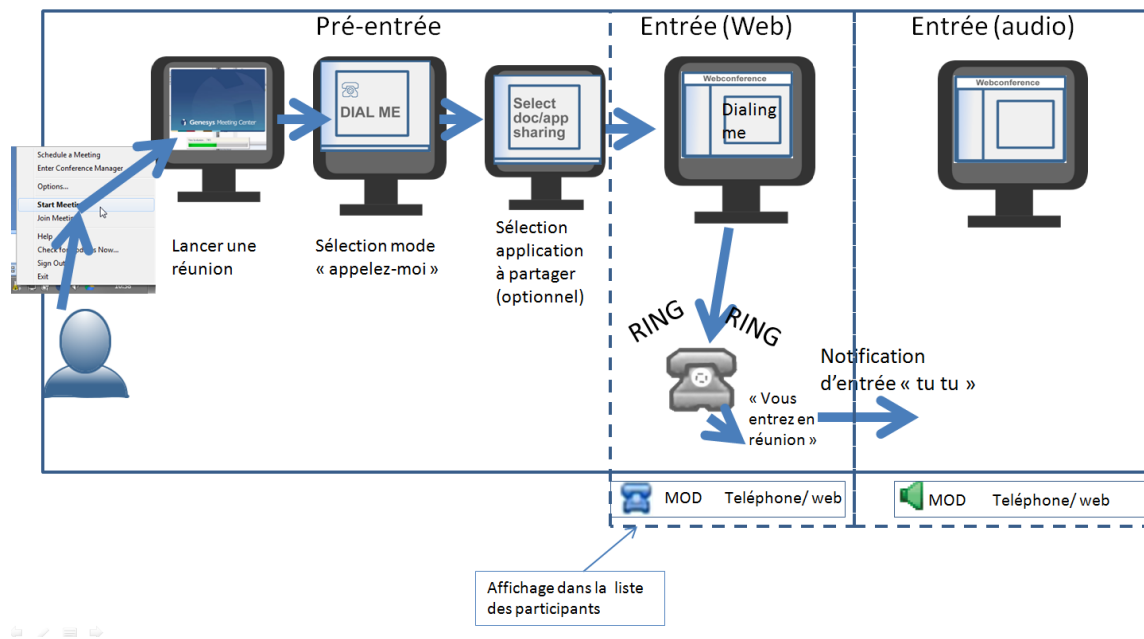 Pré-entrée
Entrée (Web)
Entrée (audio)
Genesys Meeting Center
DIAL ME
Select
doc/app
sharing
Webconference
Dialing
me
Webconference
Schedule a Meeting
Enter Conference Manager
Options...
Start Meeting
Join Meeting
Help
Check for Updates Now...
Sign Out
Exit
Lancer une
réunion
Sélection mode
« appelez-moi »
Sélection
application
à partager
(optionnel)
RING RING
« Vous
entrez en
réunion »
Notification
d’entrée « tu tu »
MOD Teléphone/ web
MOD Teléphone/ web
Affichage dans la liste
des participants